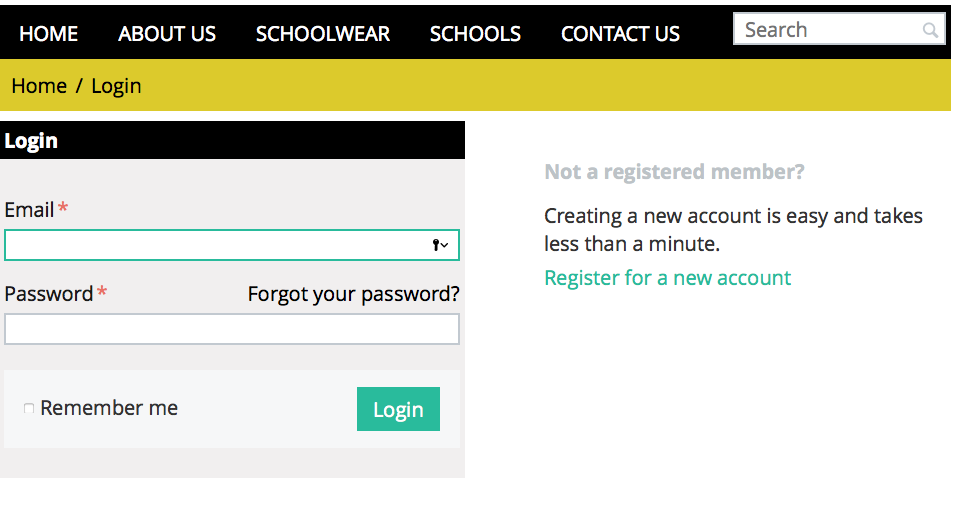 HOME ABOUT US SCHOOLWEAR SCHOOLS CONTACT US Search
Home / Login
Login
Email *
Password * Forgot your password?
Remember me Login
Not a registered member?
Creating a new account is easy and takes
less than a minute.
Register for a new account